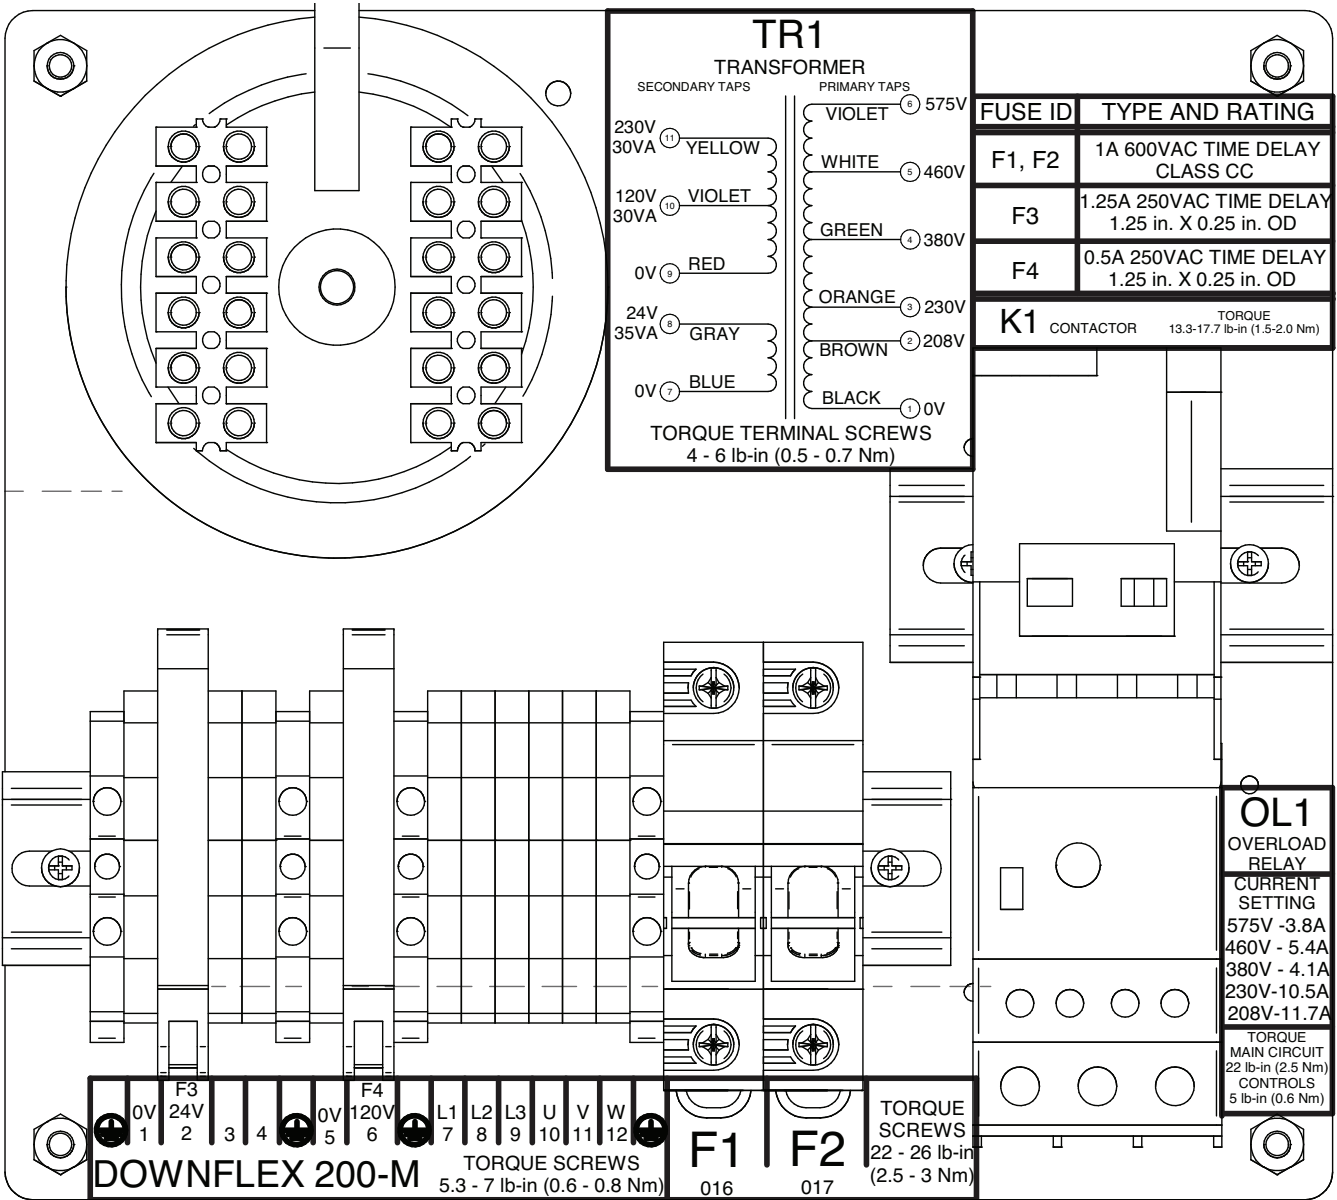 TR1
TRANSFORMER
SECONDARY TAPS
PRIMARY TAPS
230V
30VA
11
YELLOW
120V
30VA
10
VIOLET
0V
9
RED
24V
35VA
8
GRAY
0V
7
BLUE
VIOLET
6
575V
WHITE
5
460V
GREEN
4
380V
ORANGE
3
230V
BROWN
2
208V
BLACK
1
0V
TORQUE TERMINAL SCREWS
4 - 6 lb-in (0.5 - 0.7 Nm)
FUSE ID
TYPE AND RATING
F1, F2
1A 600VAC TIME DELAY
CLASS CC
F3
1.25A 250VAC TIME DELAY
1.25 in. X 0.25 in. OD
F4
0.5A 250VAC TIME DELAY
1.25 in. X 0.25 in. OD
K1 CONTACTOR
TORQUE
13.3-17.7 lb-in (1.5-2.0 Nm)
OL1
OVERLOAD
RELAY
CURRENT
SETTING
575V -3.8A
460V - 5.4A
380V - 4.1A
230V-10.5A
208V-11.7A
TORQUE
MAIN CIRCUIT
22 lb-in (2.5 Nm)
CONTROLS
5 lb-in (0.6 Nm)
0V
1
F3
24V
2
3
4
0V
5
F4
120V
6
L1
7
L2
8
L3
9
U
10
V
11
W
12
DOWNFLEX 200-M
TORQUE SCREWS
5.3 - 7 lb-in (0.6 - 0.8 Nm)
F1
016
F2
017
TORQUE
SCREWS
22 - 26 lb-in
(2.5 - 3 Nm)